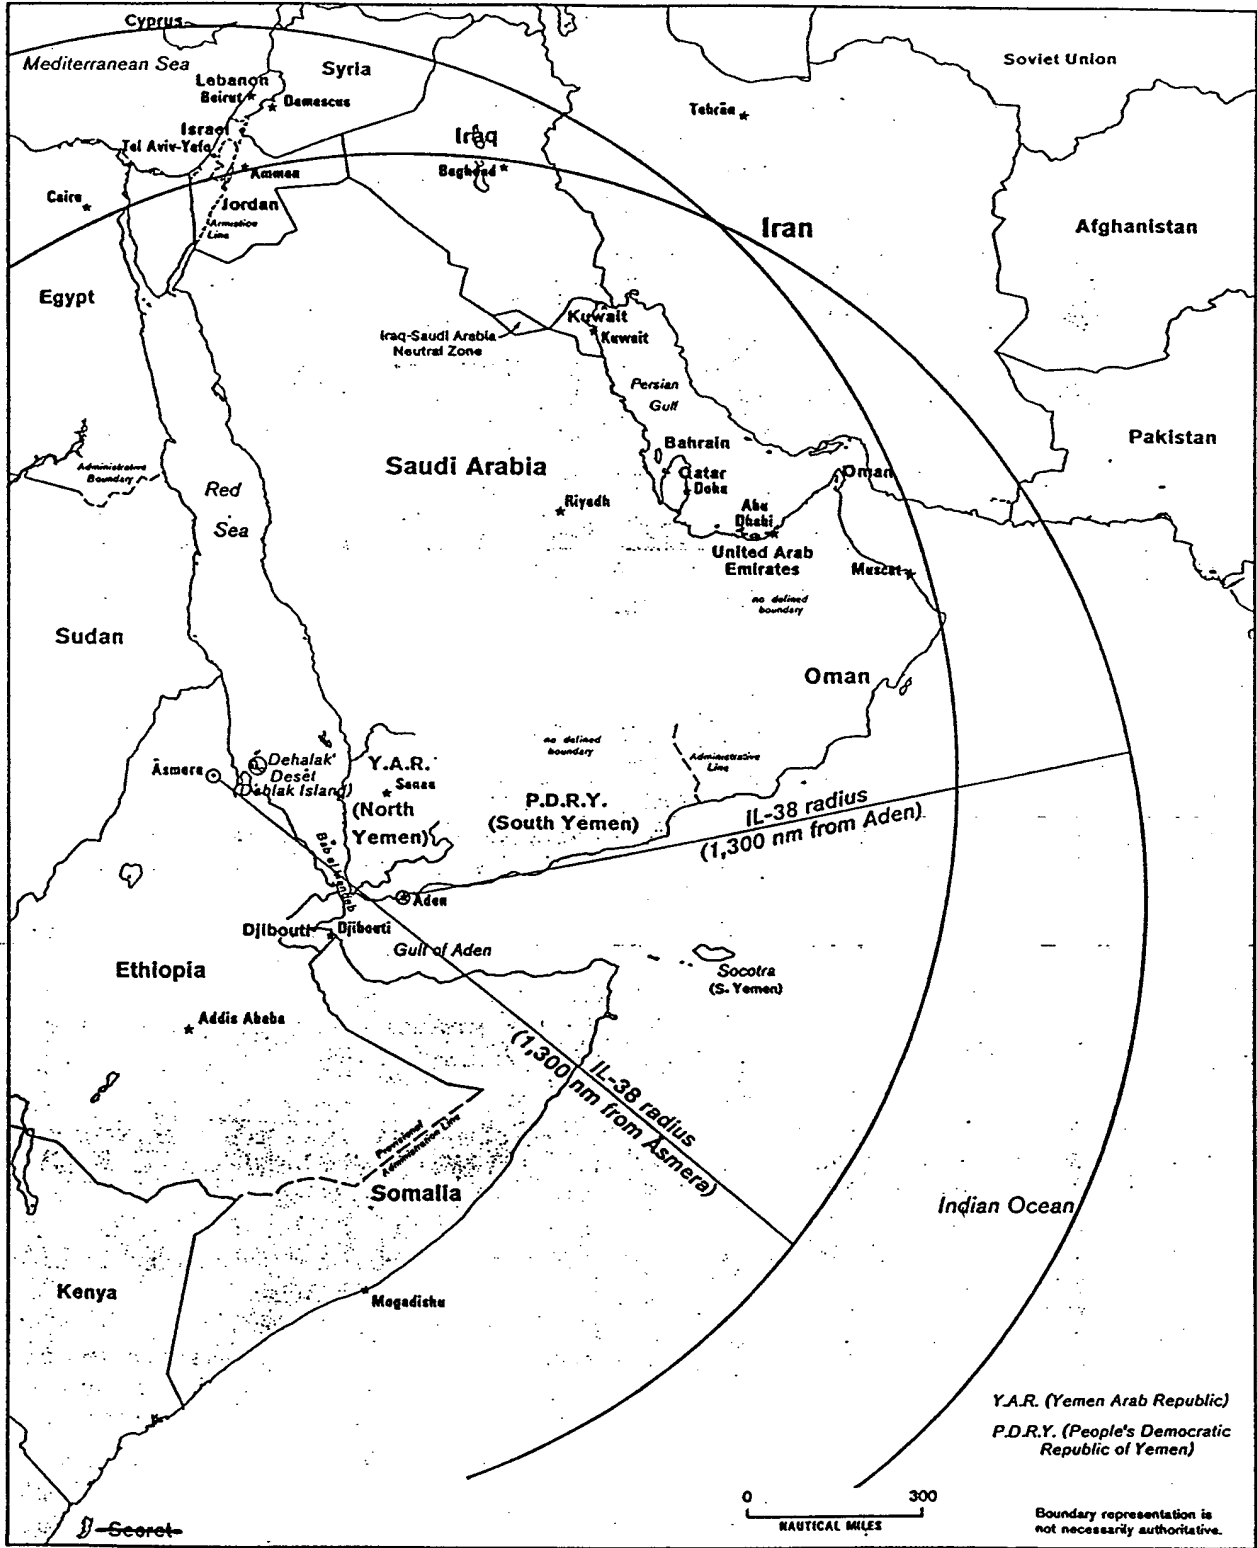 Cyprus
Mediterranean Sea
Lebanon
Beirut
Syria
Damascus
Soviet Union
Tehrān
Israel
Tel Aviv-Yafo
Iraq
Amman
Baghdad
Cairo
Jordan
Armistice
Line
Iran
Afghanistan
Egypt
Kuwait
Kuwait
Iraq-Saudi Arabia
Neutral Zone
Persian
Gulf
Pakistan
Bahrain
Administrative
Boundary
Saudi Arabia
Qatar
Doha
Oman
Red
Sea
Riyadh
Abu
Dhabi
United Arab
Emirates
Muscat
no defined
boundary
Sudan
Oman
no defined
boundary
Administrative
Line
Āsmera
Dehalak'
Desēt
(Dahlak Island)
Y.A.R.
Sanaa
(North
Yemen)
P.D.R.Y.
(South Yemen)
IL-38 radius
(1,300 nm from Aden)
Bab el Mandeb
Aden
Djibouti
Djibouti
Gulf of Aden
Ethiopia
Socotra
(S. Yemen)
Addis Ababa
IL-38 radius
(1,300 nm from Asmera)
Provisional
Administration Line
Somalia
Indian Ocean
Kenya
Mogadishu
Y.A.R. (Yemen Arab Republic)
P.D.R.Y. (People's Democratic
Republic of Yemen)
0 300
NAUTICAL MILES
Boundary representation is
not necessarily authoritative.
Secret